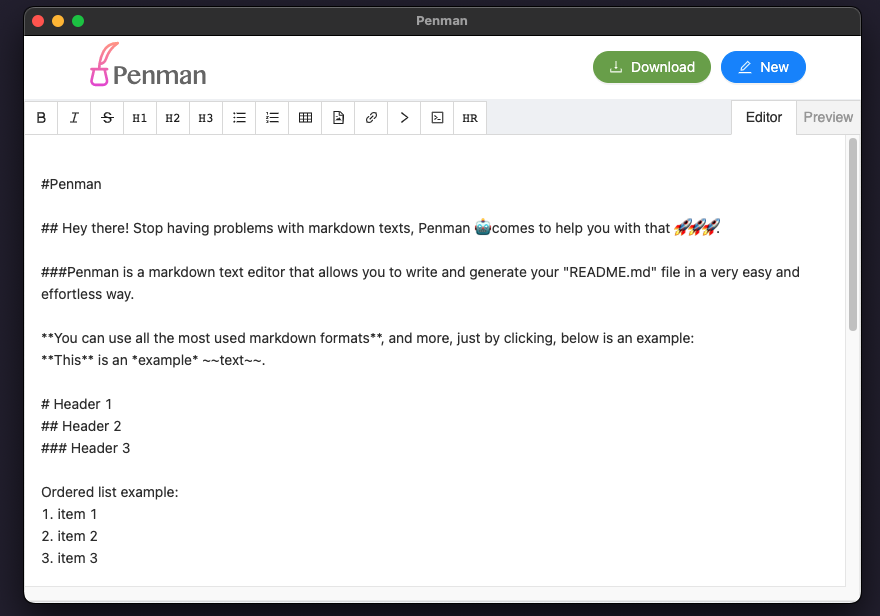 Penman
Penman
Download
New
B I S H1 H2 H3 HR
Editor Preview
#Penman
## Hey there! Stop having problems with markdown texts, Penman 🤖comes to help you with that 🚀🚀🚀.
###Penman is a markdown text editor that allows you to write and generate your "README.md" file in a very easy and
effortless way.
**You can use all the most used markdown formats**, and more, just by clicking, below is an example:
**This** is an *example* ~~text~~.
# Header 1
## Header 2
### Header 3
Ordered list example:
1. item 1
2. item 2
3. item 3